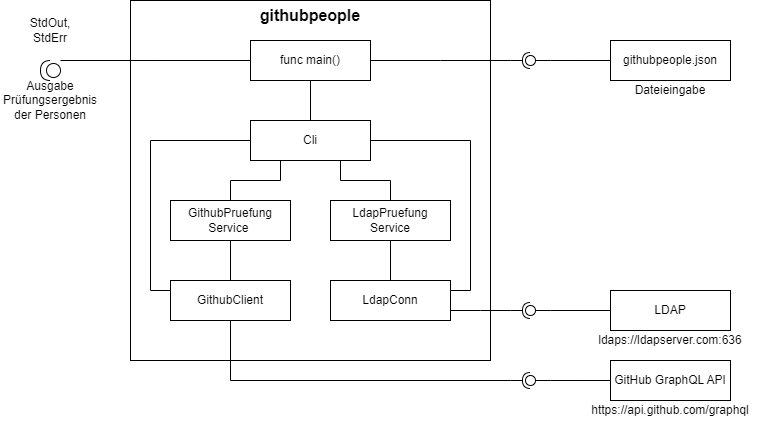 githubpeople
StdOut,
StdErr
func main()
githubpeople.json
Ausgabe
Prüfungsergebnis
der Personen
Dateieingabe
Cli
GithubPruefung
Service
LdapPruefung
Service
GithubClient
LdapConn
LDAP
ldaps://ldapserver.com:636
GitHub GraphQL API
https://api.github.com/graphql